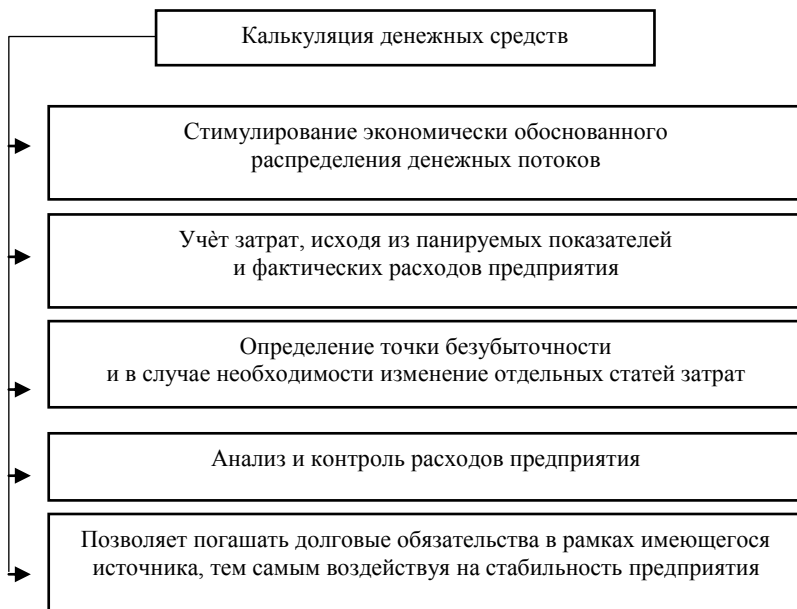 Калькуляция денежных средств
Стимулирование экономически обоснованного
распределения денежных потоков
Учѐт затрат, исходя из панируемых показателей
и фактических расходов предприятия
Определение точки безубыточности
и в случае необходимости изменение отдельных статей затрат
Анализ и контроль расходов предприятия
Позволяет погашать долговые обязательства в рамках имеющегося
источника, тем самым воздействуя на стабильность предприятия